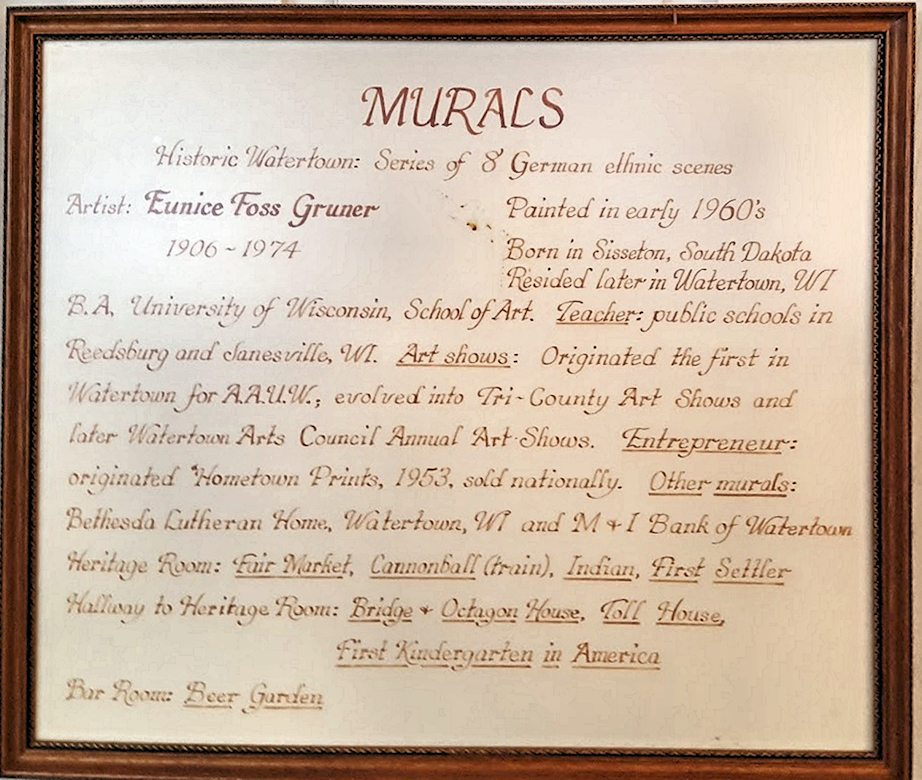 MURALS
Historic Watertown: Series of 8 German ethnic scenes
Artist: Eunice Foss Gruner
Painted in early 1960's
1906 ~ 1974
Born in Sisseton, South Dakota
Resided later in Watertown, WI
B.A, University of Wisconsin, School of Art. Teacher: public schools in
Reedsburg and Janesville, WI. Art shows: Originated the first in
Watertown for A.A.U.W.; evolved into Tri-County Art Shows and
later Watertown Arts Council Annual Art Shows. Entrepreneur:
originated "Hometown Prints, 1953, sold nationally. Other murals:
Bethesda Lutheran Home, Watertown, WI and M & I Bank of Watertown
Heritage Room: Fair Market, Cannonball (train), Indian, First Settler
Hallway to Heritage Room: Bridge & Octagon House, Toll House,
First Kindergarten in America
Bar Room: Beer Garden